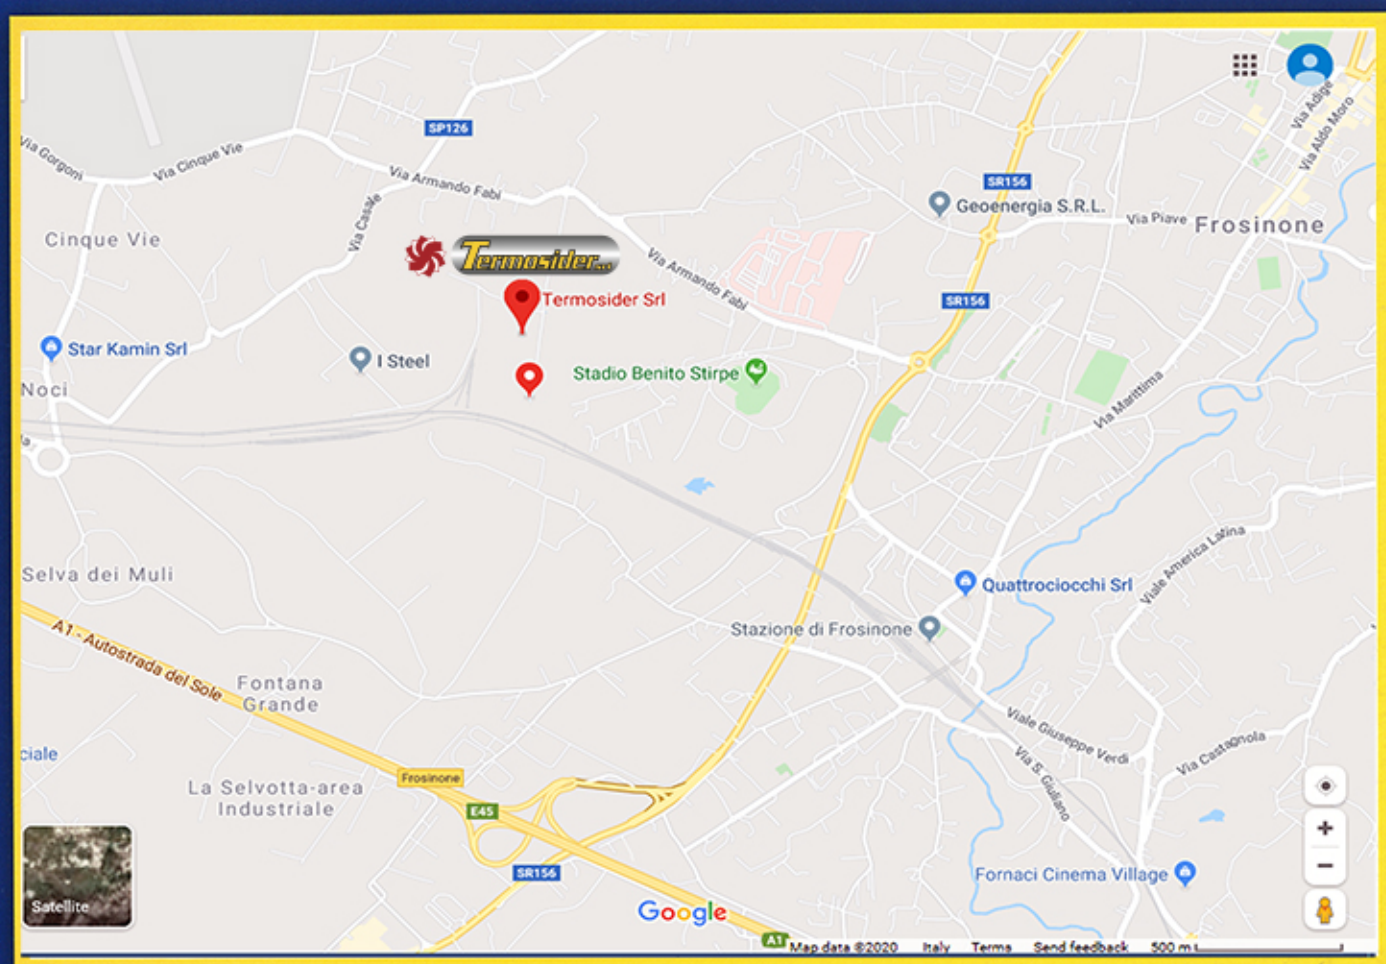 SP126
Via Gorgoni
Via Cinque Vie
Via Armando Fabi
Via Casale
Via Adige
Via Aldo Moro
SR156
Geoenergia S.R.L.
Via Piave
Frosinone
Cinque Vie
Termosider
Via Armando Fabi
Termosider Srl
SR156
Star Kamin Srl
I Steel
Stadio Benito Stirpe
Noci
Via Marittima
Selva dei Muli
Viale America Latina
Quattrociocchi Srl
Stazione di Frosinone
A1 - Autostrada del Sole
Fontana
Grande
Viale Giuseppe Verdi
Via S. Giuliano
Via Castagnola
ciale
Frosinone
La Selvotta-area
Industriale
E45
SR156
Fornaci Cinema Village
Satellite
Google
A1
Map data ©2020 Italy Terms Send feedback 500 m